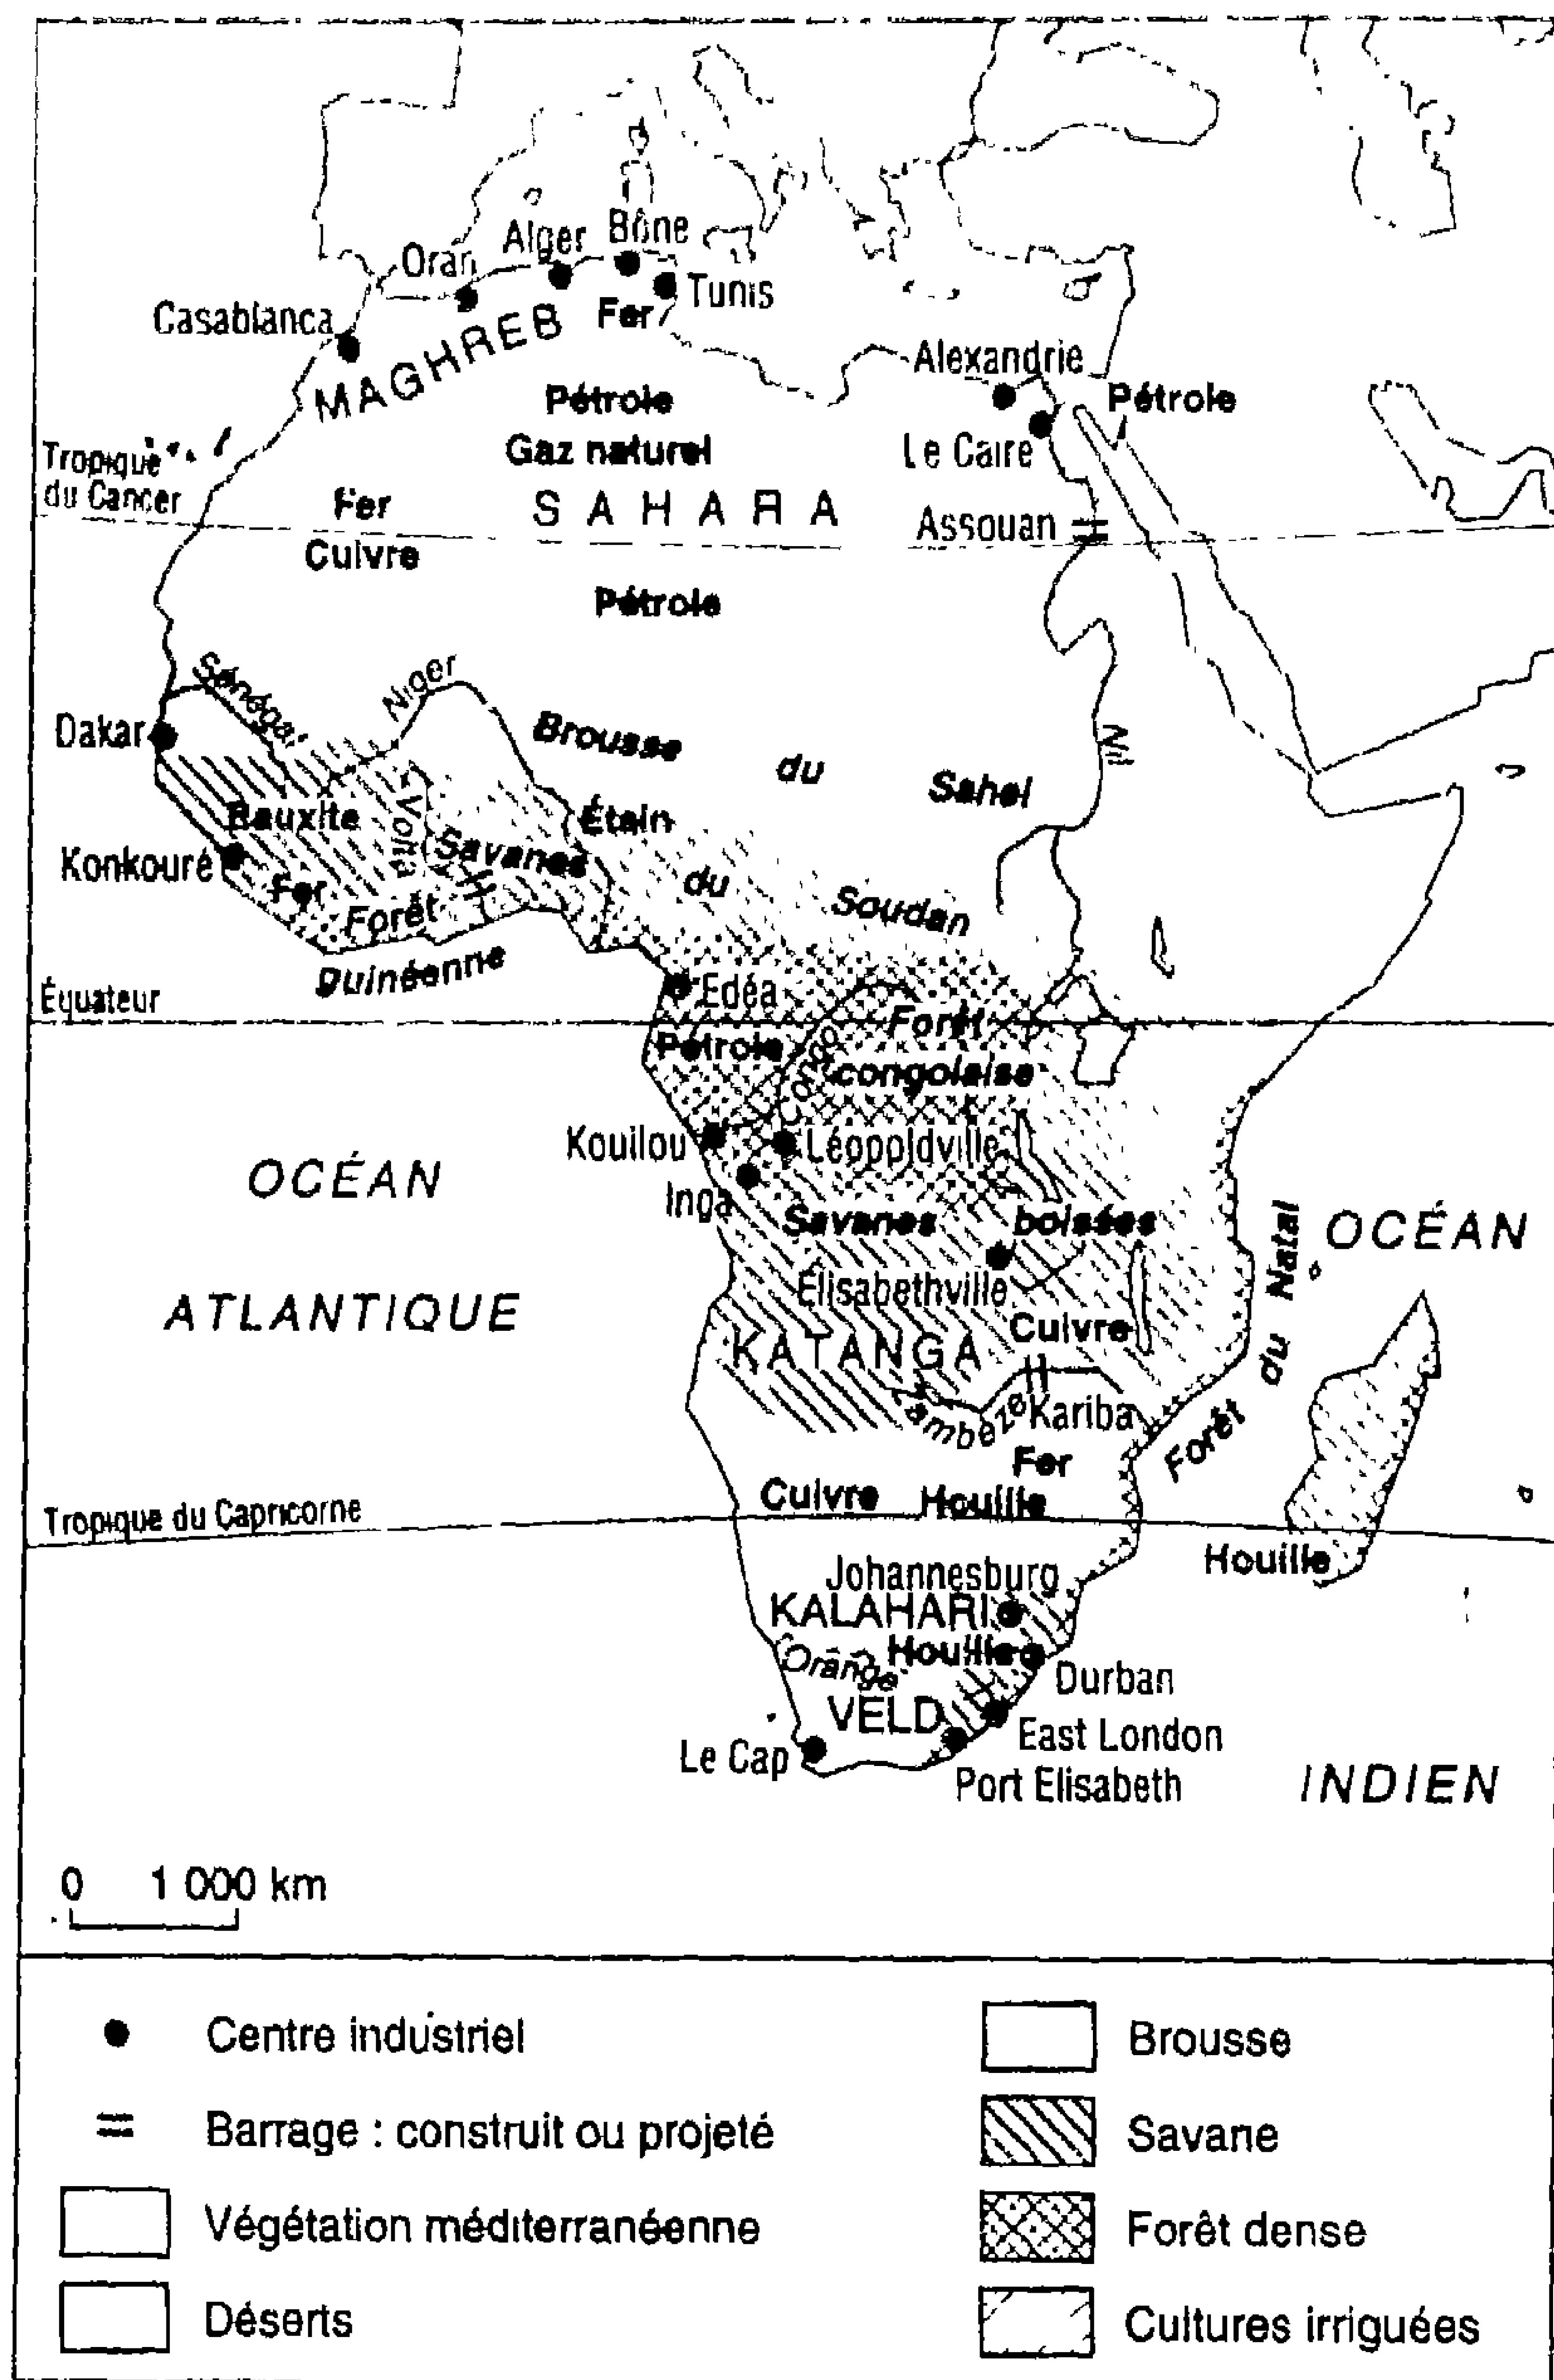 Oran
Alger
Bône
Tunis
Casablanca
MAGHREB
Fer
Alexandrie
Pétrole
Pétrole
Gaz naturel
Le Caire
Tropique
du Cancer
Fer
SAHARA
Assouan
Cuivre
Pétrole
Sénégal
Niger
Dakar
Brousse du Sahel
Nil
Bauxite
Volta
Étain
Konkouré
Savanes du Soudan
Fer
Forêt
guinéenne
Edéa
Équateur
Forêt
Pétrole
Congo
congolaise
Kouilou
Léopoldville
OCÉAN
Inga
Savanes boisées
OCÉAN
Forêt du Natal
Élisabethville
ATLANTIQUE
Cuivre
KATANGA
Zambèze
Kariba
Fer
Cuivre
Houille
Tropique du Capricorne
Houille
Johannesburg
KALAHARI
Orange
Houille
Durban
VELD
East London
Le Cap
Port Elisabeth
INDIEN
0 1 000 km
Centre industriel
Barrage : construit ou projeté
Végétation méditerranéenne
Déserts
Brousse
Savane
Forêt dense
Cultures irriguées